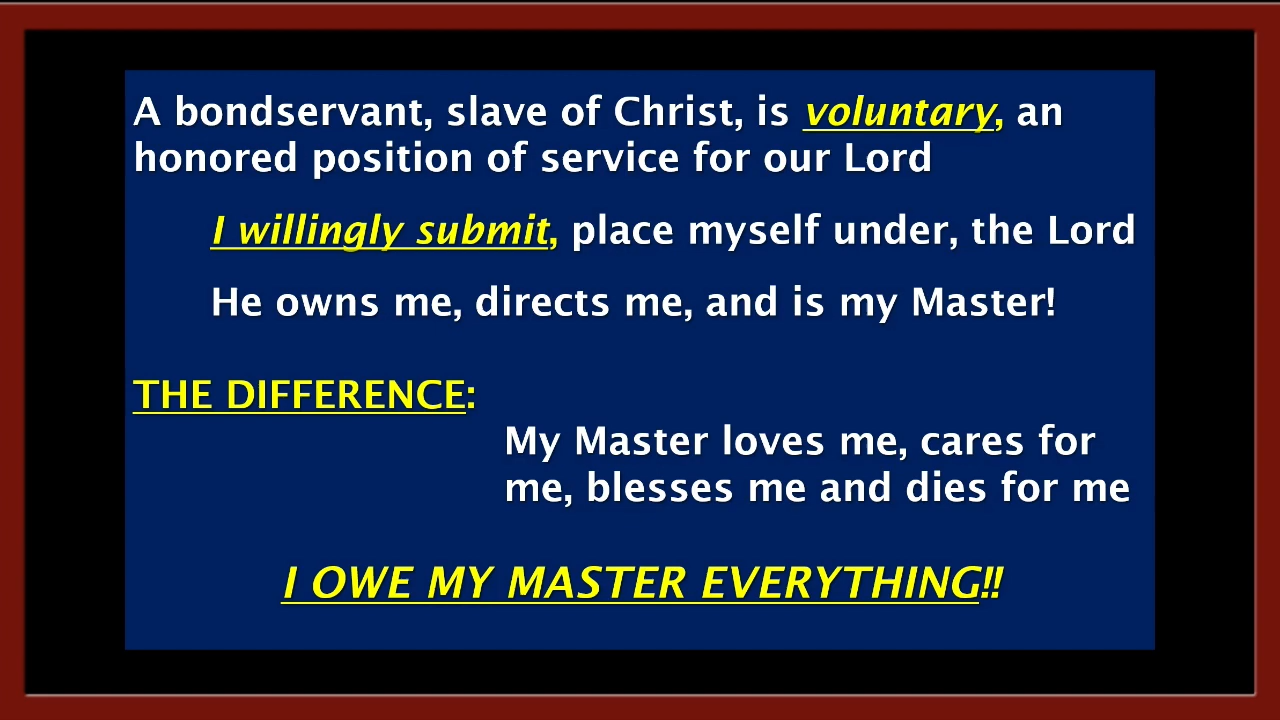 A bondservant, slave of Christ, is voluntary, an
honored position of service for our Lord
I willingly submit, place myself under, the Lord
He owns me, directs me, and is my Master!
THE DIFFERENCE:
My Master loves me, cares for
me, blesses me and dies for me
I OWE MY MASTER EVERYTHING!!